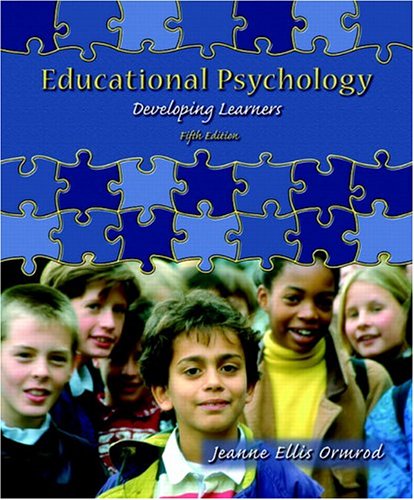 Educational Psychology
Developing Learners
Fifth Edition
Jeanne Ellis Ormrod